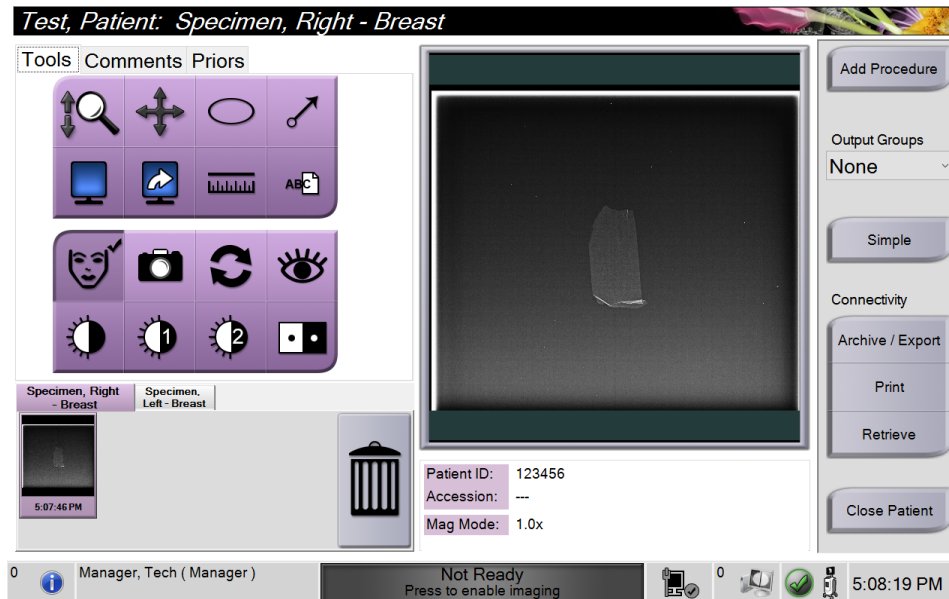 Test, Patient:  Specimen, Right - Breast
Tools
Comments
Priors
ABC
1
2
Specimen, Right
- Breast
Specimen,
Left - Breast
5:07:46 PM
Patient ID:
123456
Accession:
---
Mag Mode:
1.0x
Add Procedure
Output Groups
None
Simple
Connectivity
Archive / Export
Print
Retrieve
Close Patient
0
Manager, Tech ( Manager )
Not Ready
Press to enable imaging
0
5:08:19 PM